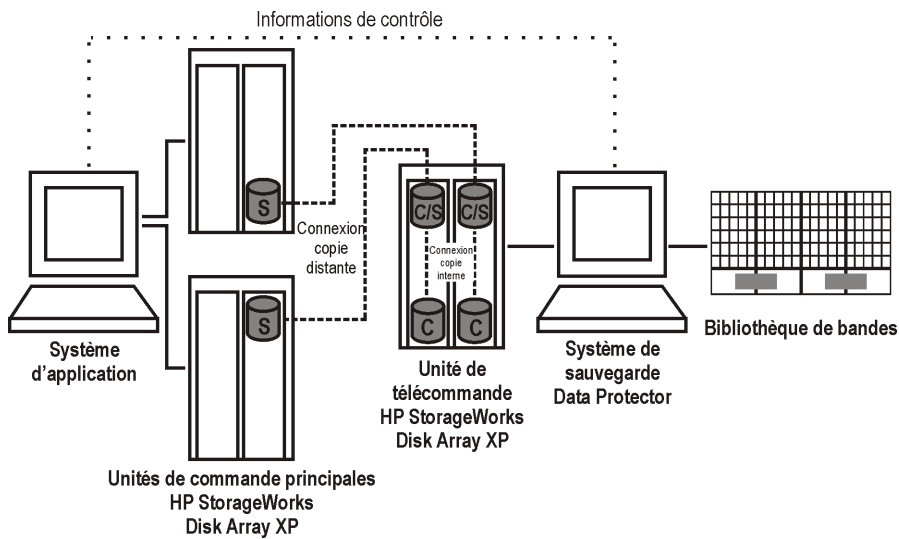 Informations de contrôle
S
Connexion
copie
distante
S
C/S
C/S
Connexion
copie
interne
C
C
Système
d'application
Unités de commande principales
HP StorageWorks
Disk Array XP
Unité de
télécommande
HP StorageWorks
Disk Array XP
Système de
sauvegarde
Data Protector
Bibliothèque de bandes